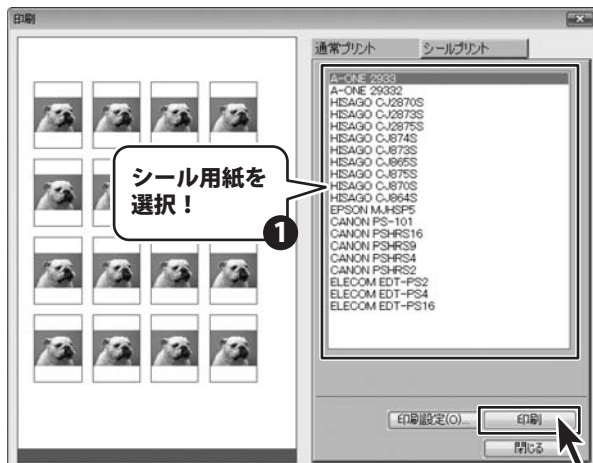 印刷
通常プリント
シールプリント
A-ONE 2933
A-ONE 29332
HISAGO CJ2870S
HISAGO CJ2873S
HISAGO CJ2875S
HISAGO CJ874S
HISAGO CJ873S
HISAGO CJ865S
HISAGO CJ875S
HISAGO CJ870S
HISAGO CJ864S
EPSON MJHSP5
CANON PS-101
CANON PSHRS16
CANON PSHRS9
CANON PSHRS4
CANON PSHRS2
ELECOM EDT-PS2
ELECOM EDT-PS4
ELECOM EDT-PS16
シール用紙を
選択！
1
印刷設定(O)...
印刷
閉じる